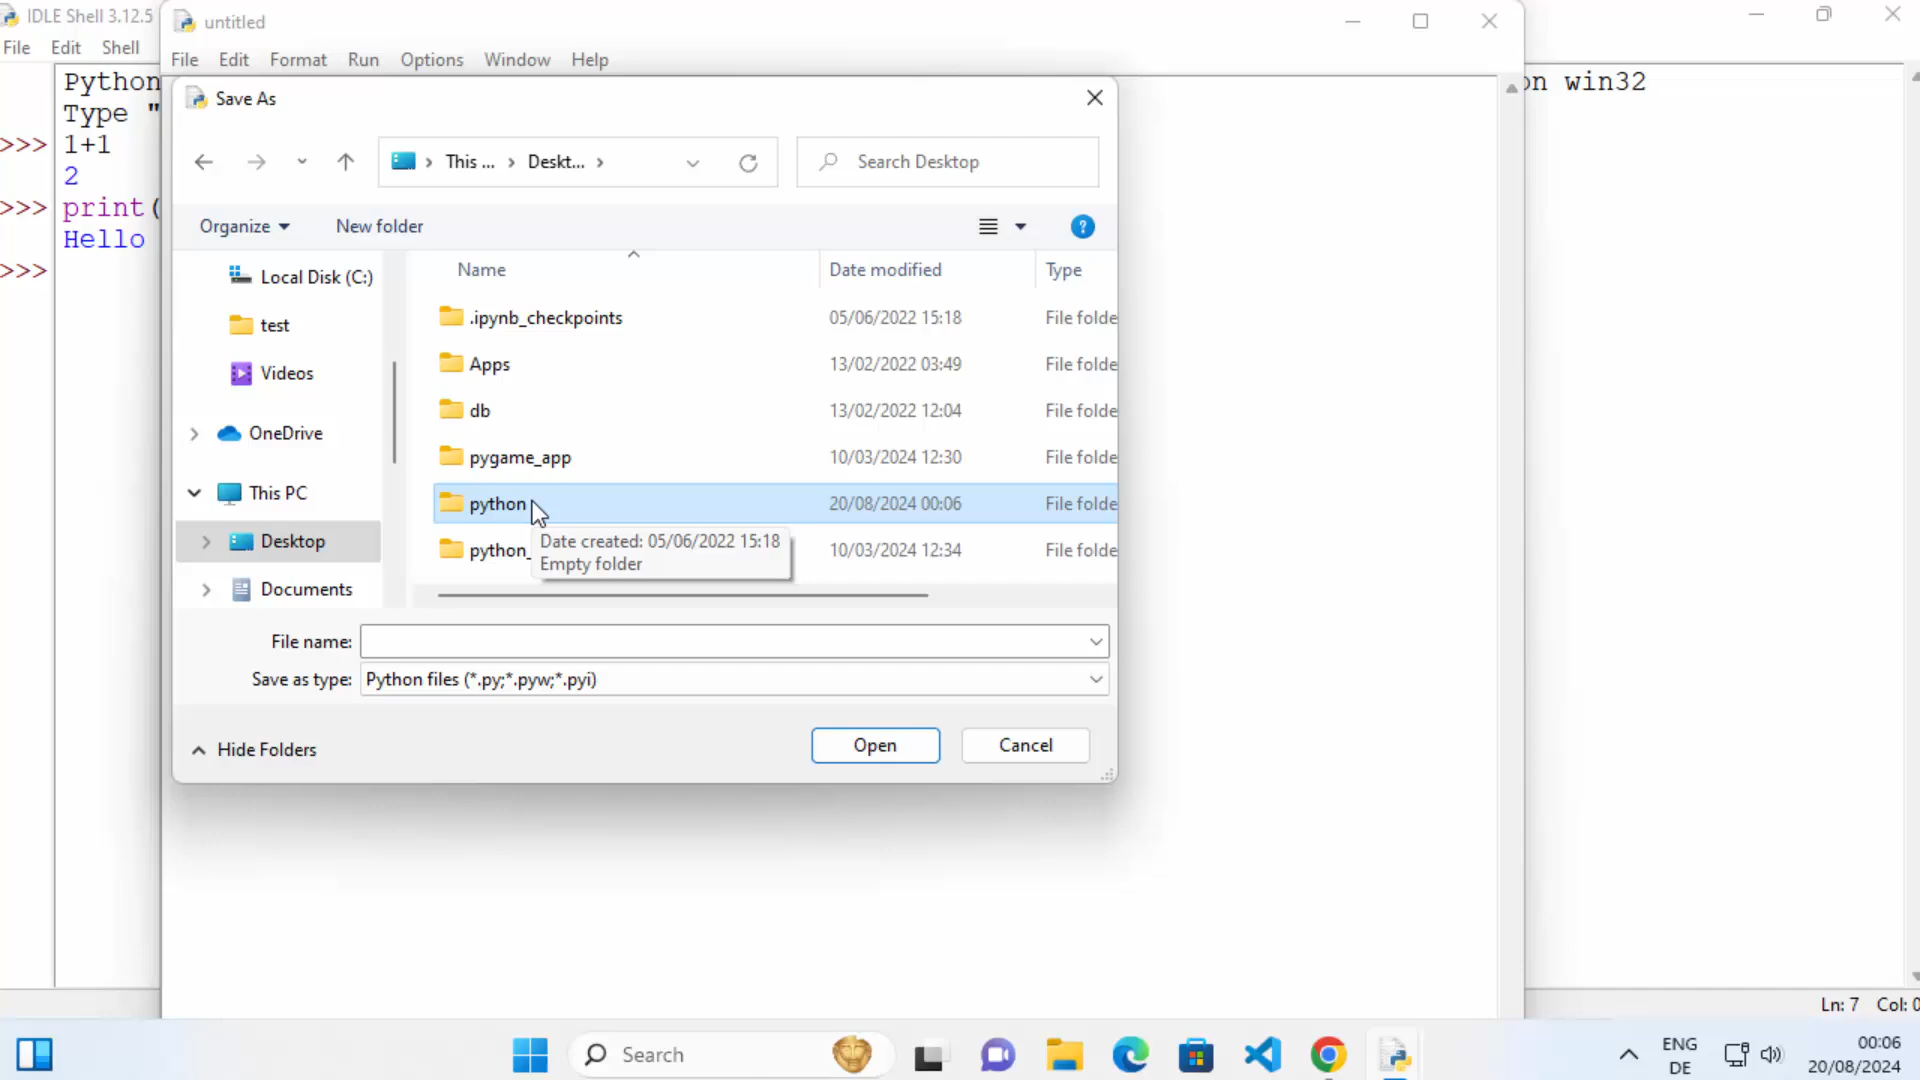 IDLE Shell 3.12.5
File Edit Shell
untitled
File Edit Format Run Options Window Help
Python
on win32
Type "
>>> 1+1
2
>>> print(
Hello
>>>
Save As
This ... Deskt...
Search Desktop
Organize New folder
Name Date modified Type
Local Disk (C:)
test
Videos
OneDrive
This PC
Desktop
Documents
.ipynb_checkpoints 05/06/2022 15:18 File folde
Apps 13/02/2022 03:49 File folde
db 13/02/2022 12:04 File folde
pygame_app 10/03/2024 12:30 File folde
python 20/08/2024 00:06 File folde
python_ 10/03/2024 12:34 File folde
Date created: 05/06/2022 15:18
Empty folder
File name:
Save as type: Python files (*.py;*.pyw;*.pyi)
Hide Folders
Open
Cancel
Ln: 7 Col: 0
Search
ENG
DE
00:06
20/08/2024